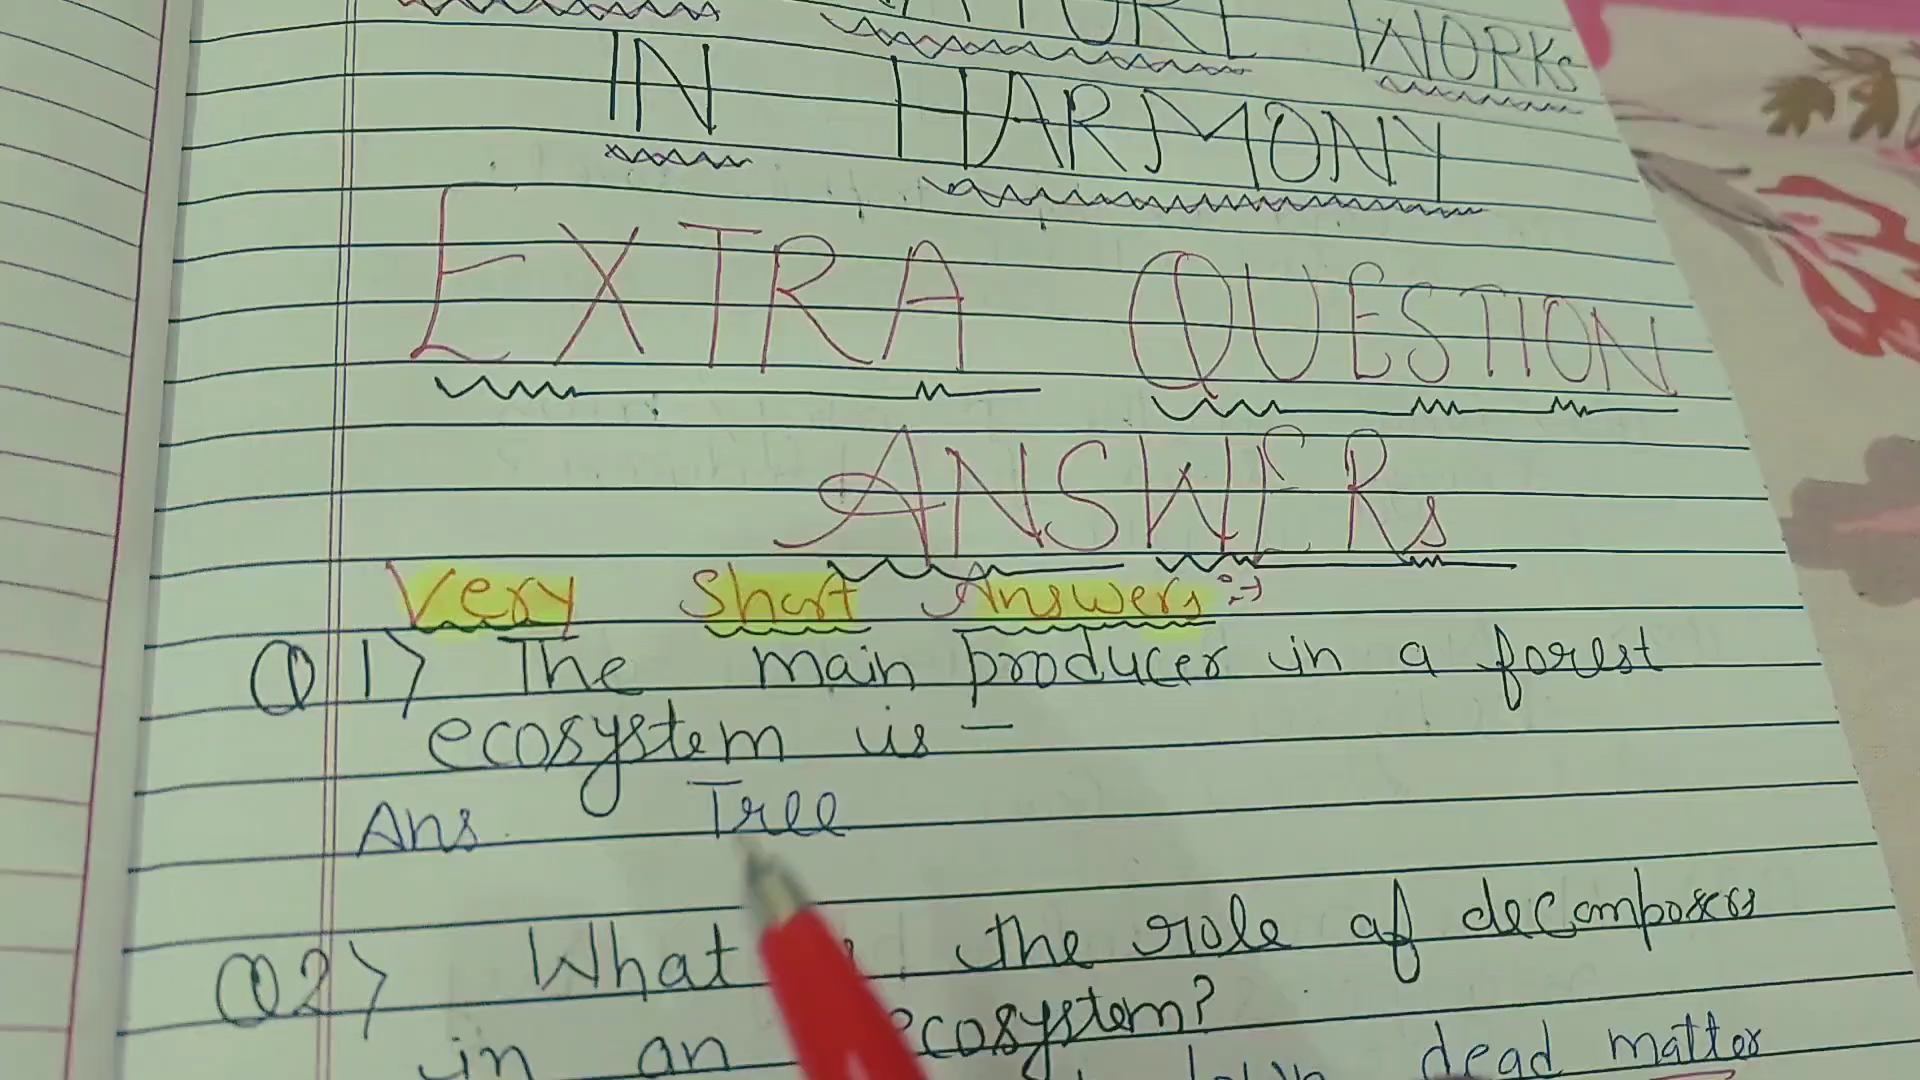 WORKs
IN HARMONY
EXTRA QUESTION
ANSWERs
Very Short Answers :→
Q1> The main producer in a forest
ecosystem is –
Ans. Tree
Q2> What the role of decomposers
in an ecosystem?
dead matter